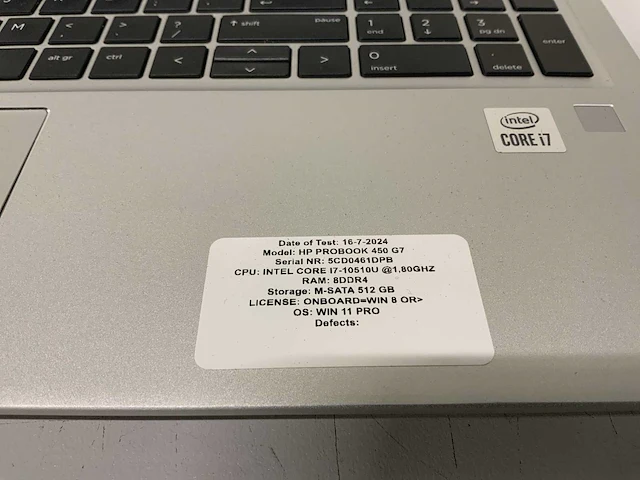 M < > ? / shift pause 1 end 2 ↓ 3 pg dn enter
alt gr ctrl < ^ v > 0 insert . delete
intel
CORE i7
Date of Test: 16-7-2024
Model: HP PROBOOK 450 G7
Serial NR: 5CD0461DPB
CPU: INTEL CORE I7-10510U @1,80GHZ
RAM: 8DDR4
Storage: M-SATA 512 GB
LICENSE: ONBOARD=WIN 8 OR>
OS: WIN 11 PRO
Defects: